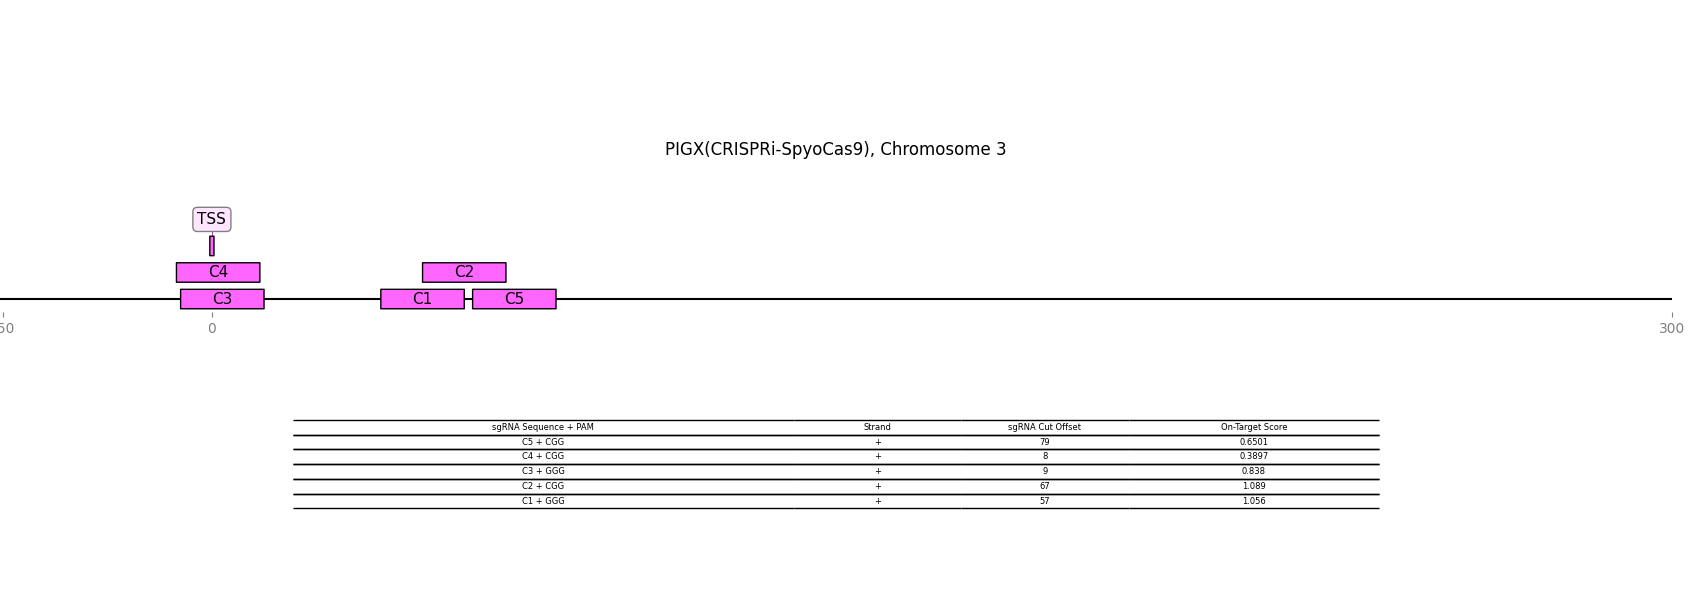 PIGX(CRISPRi-SpyoCas9), Chromosome 3
TSS
C4 C2
C3 C1 C5
50 0 300
sgRNA Sequence + PAM Strand sgRNA Cut Offset On-Target Score
C5 + CGG + 79 0.6501
C4 + CGG + 8 0.3897
C3 + GGG + 9 0.838
C2 + CGG + 67 1.089
C1 + GGG + 57 1.056